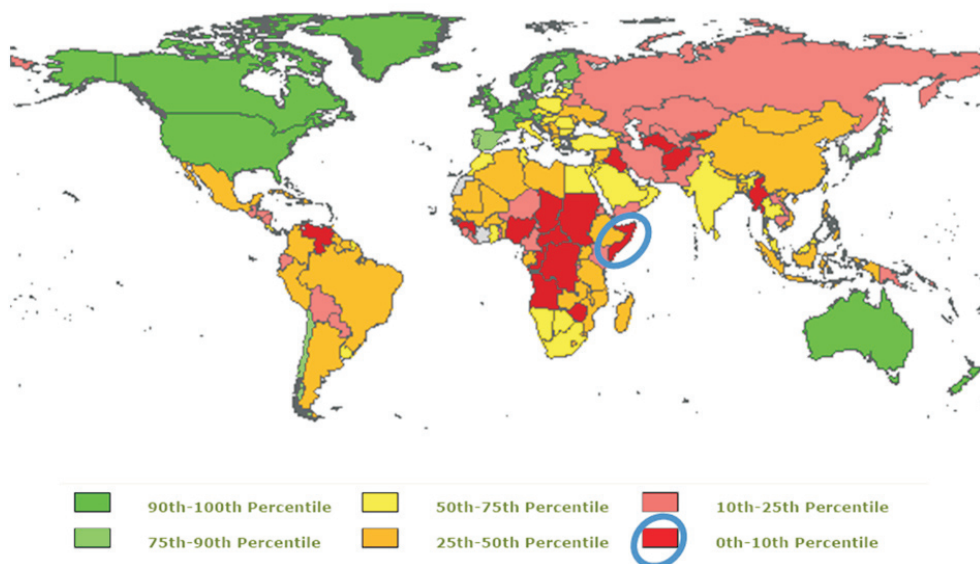 90th-100th Percentile
50th-75th Percentile
10th-25th Percentile
75th-90th Percentile
25th-50th Percentile
0th-10th Percentile